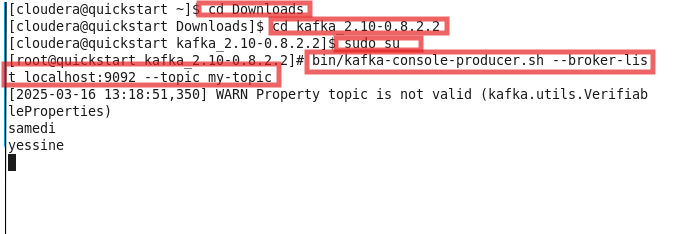 [cloudera@quickstart ~]$ cd Downloads
[cloudera@quickstart Downloads]$ cd kafka_2.10-0.8.2.2
[cloudera@quickstart kafka_2.10-0.8.2.2]$ sudo su
[root@quickstart kafka_2.10-0.8.2.2]# bin/kafka-console-producer.sh --broker-lis
t localhost:9092 --topic my-topic
[2025-03-16 13:18:51,350] WARN Property topic is not valid (kafka.utils.Verifiab
leProperties)
samedi
yessine